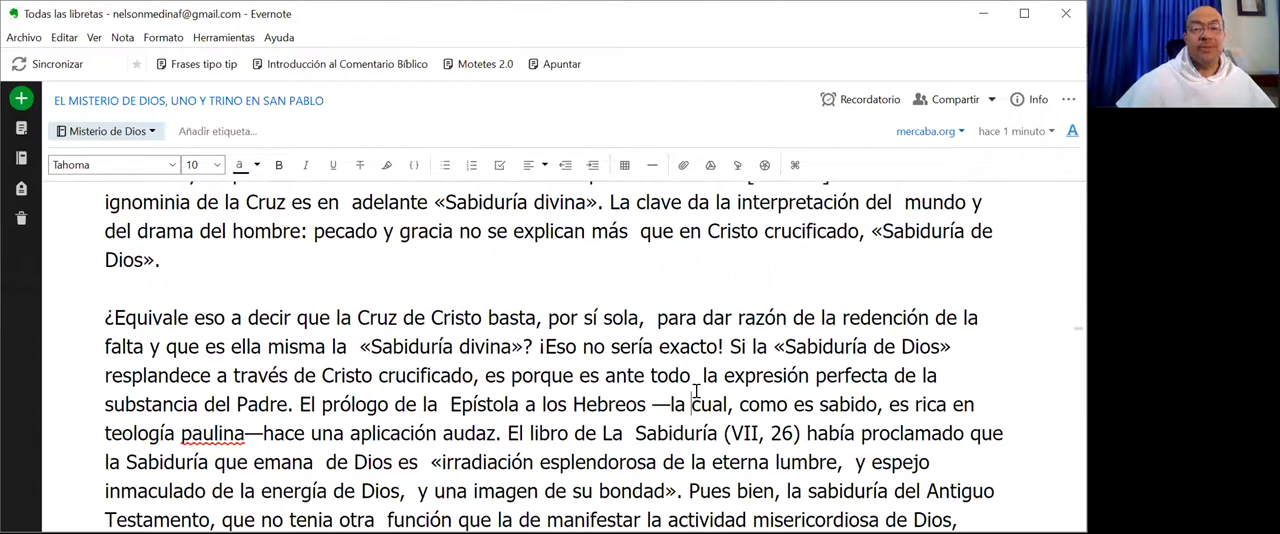 Todas las libretas - nelsonmedinaf@gmail.com - Evernote
Archivo Editar Ver Nota Formato Herramientas Ayuda
Sincronizar Frases tipo tip Introducción al Comentario Bíblico Motetes 2.0 Apuntar
EL MISTERIO DE DIOS, UNO Y TRINO EN SAN PABLO Recordatorio Compartir Info
Misterio de Dios Añadir etiqueta... mercaba.org hace 1 minuto A
Tahoma 10 a B I U T
ignominia de la Cruz es en adelante «Sabiduría divina». La clave da la interpretación del mundo y
del drama del hombre: pecado y gracia no se explican más que en Cristo crucificado, «Sabiduría de
Dios».
¿Equivale eso a decir que la Cruz de Cristo basta, por sí sola, para dar razón de la redención de la
falta y que es ella misma la «Sabiduría divina»? ¡Eso no sería exacto! Si la «Sabiduría de Dios»
resplandece a través de Cristo crucificado, es porque es ante todo la expresión perfecta de la
substancia del Padre. El prólogo de la Epístola a los Hebreos —la cual, como es sabido, es rica en
teología paulina—hace una aplicación audaz. El libro de La Sabiduría (VII, 26) había proclamado que
la Sabiduría que emana de Dios es «irradiación esplendorosa de la eterna lumbre, y espejo
inmaculado de la energía de Dios, y una imagen de su bondad». Pues bien, la sabiduría del Antiguo
Testamento, que no tenia otra función que la de manifestar la actividad misericordiosa de Dios,